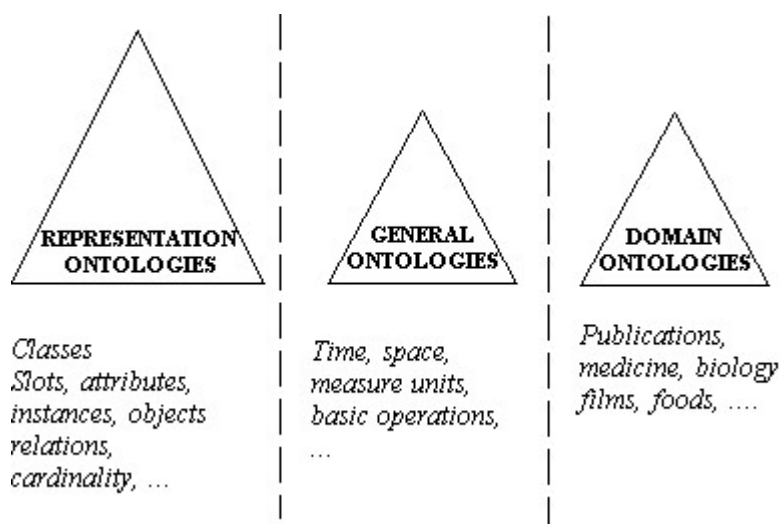 REPRESENTATION
ONTOLOGIES
Classes
Slots, attributes,
instances, objects
relations,
cardinality, ...
GENERAL
ONTOLOGIES
Time, space,
measure units,
basic operations,
...
DOMAIN
ONTOLOGIES
Publications,
medicine, biology
films, foods, ....